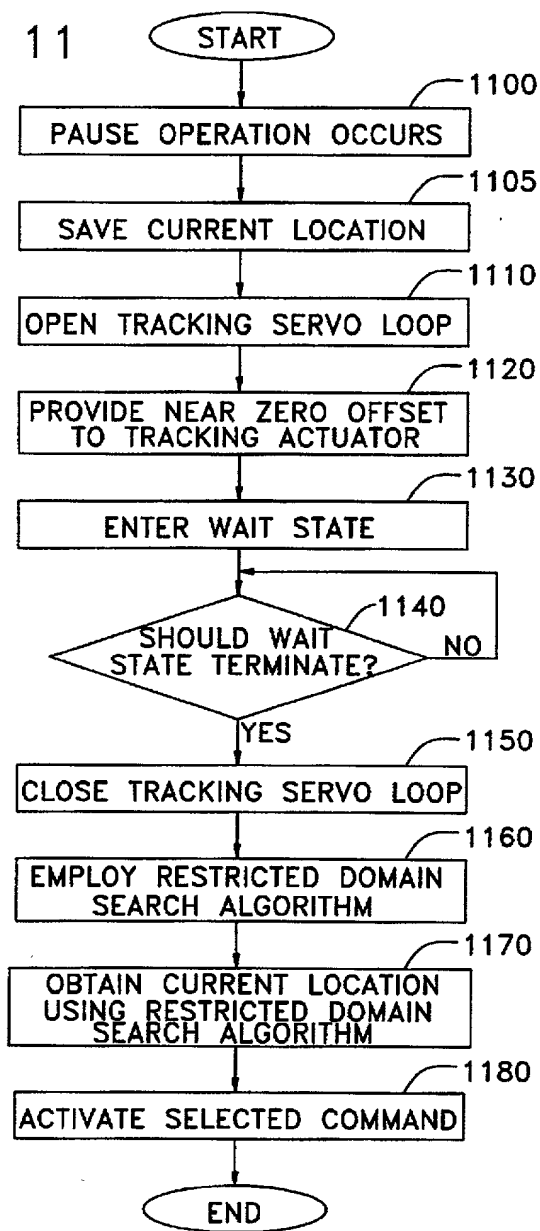 11
START
1100
PAUSE OPERATION OCCURS
1105
SAVE CURRENT LOCATION
1110
OPEN TRACKING SERVO LOOP
1120
PROVIDE NEAR ZERO OFFSET
TO TRACKING ACTUATOR
1130
ENTER WAIT STATE
1140
SHOULD WAIT
STATE TERMINATE?
NO
YES
1150
CLOSE TRACKING SERVO LOOP
1160
EMPLOY RESTRICTED DOMAIN
SEARCH ALGORITHM
1170
OBTAIN CURRENT LOCATION
USING RESTRICTED DOMAIN
SEARCH ALGORITHM
1180
ACTIVATE SELECTED COMMAND
END